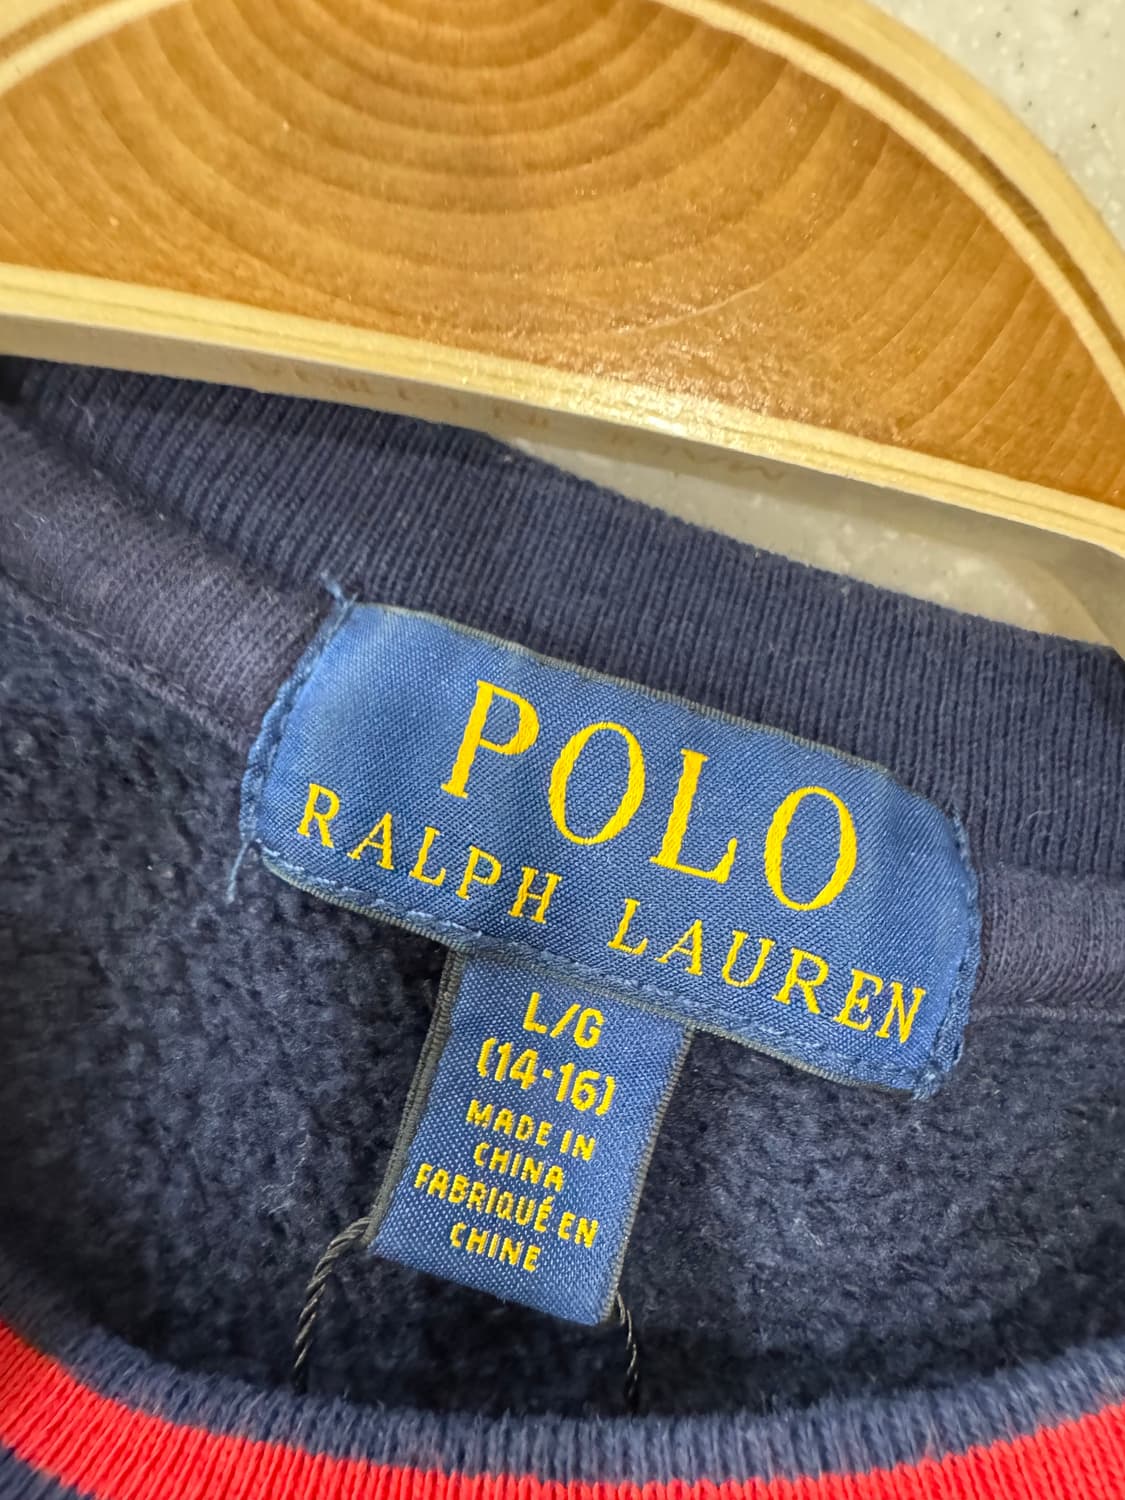 POLO
RALPH LAUREN
L/G
(14-16)
MADE IN
CHINA
FABRIQUÉ EN
CHINE